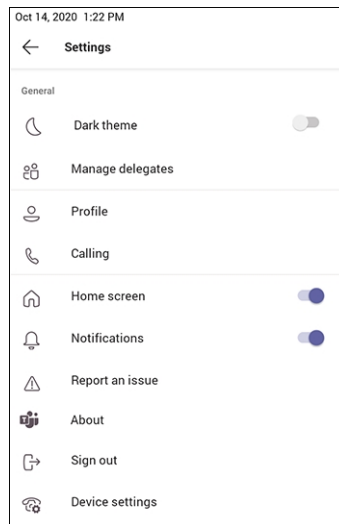 Oct 14, 2020 1:22 PM
Settings
General
Dark theme
Manage delegates
Profile
Calling
Home screen
Notifications
Report an issue
About
Sign out
Device settings